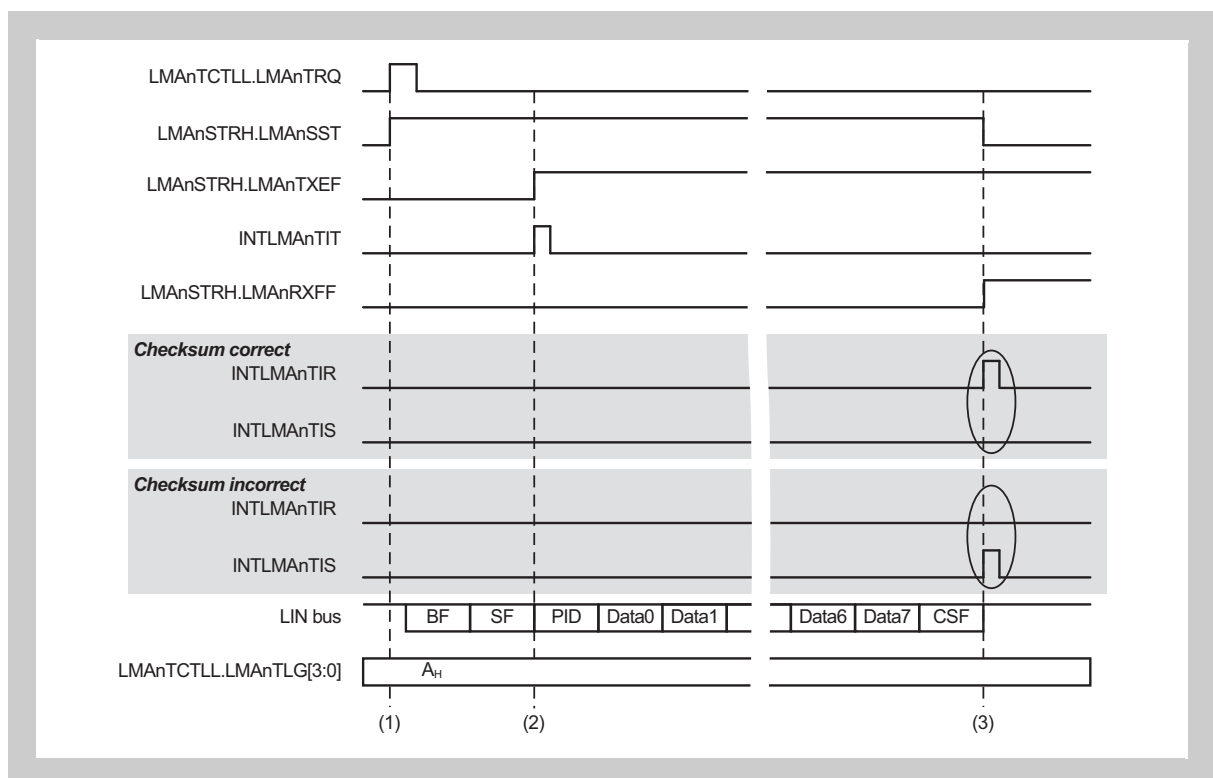 LMAnTCTLL.LMAnTRQ
LMAnSTRH.LMAnSST
LMAnSTRH.LMAnTXEF
INTLMAnTIT
LMAnSTRH.LMAnRXFF
Checksum correct
INTLMAnTIR
INTLMAnTIS
Checksum incorrect
INTLMAnTIR
INTLMAnTIS
LIN bus BF SF PID Data0 Data1 Data6 Data7 CSF
LMAnTCTLL.LMAnTLG[3:0] AH
(1) (2) (3)